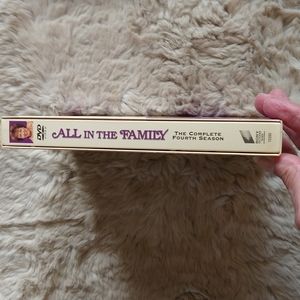 DVD
ALL IN THE FAMILY
THE COMPLETE
FOURTH SEASON